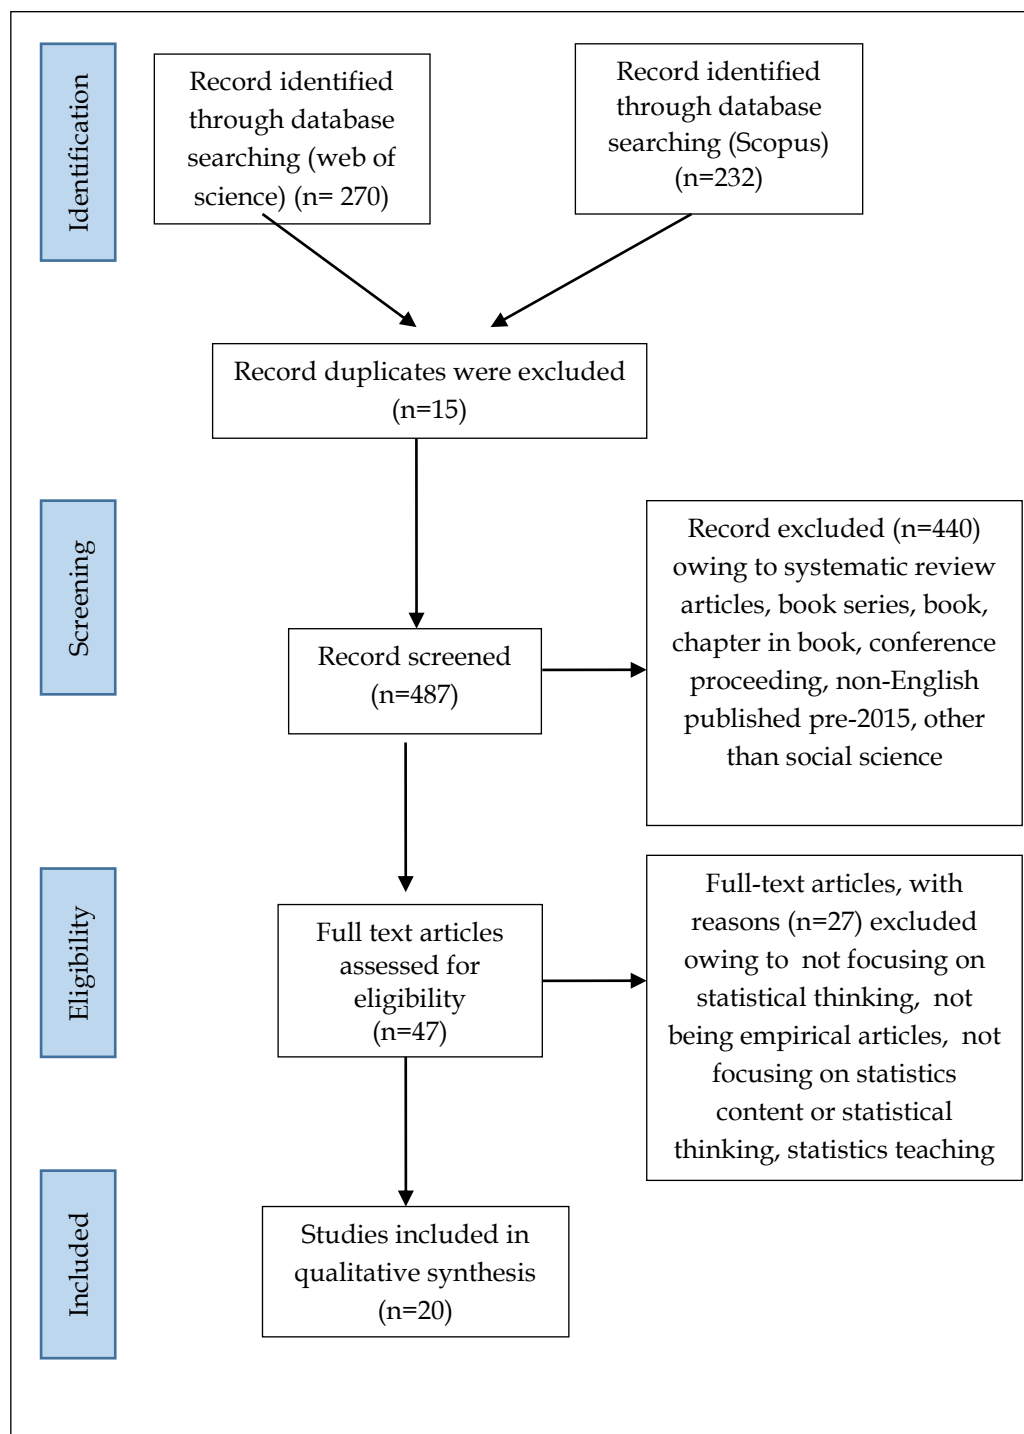 Identification
Record identified
through database
searching (web of
science) (n= 270)
Record identified
through database
searching (Scopus)
(n=232)
Record duplicates were excluded
(n=15)
Screening
Record screened
(n=487)
Record excluded (n=440)
owing to systematic review
articles, book series, book,
chapter in book, conference
proceeding, non-English
published pre-2015, other
than social science
Eligibility
Full text articles
assessed for
eligibility
(n=47)
Full-text articles, with
reasons (n=27) excluded
owing to  not focusing on
statistical thinking,  not
being empirical articles,  not
focusing on statistics
content or statistical
thinking, statistics teaching
Included
Studies included in
qualitative synthesis
(n=20)